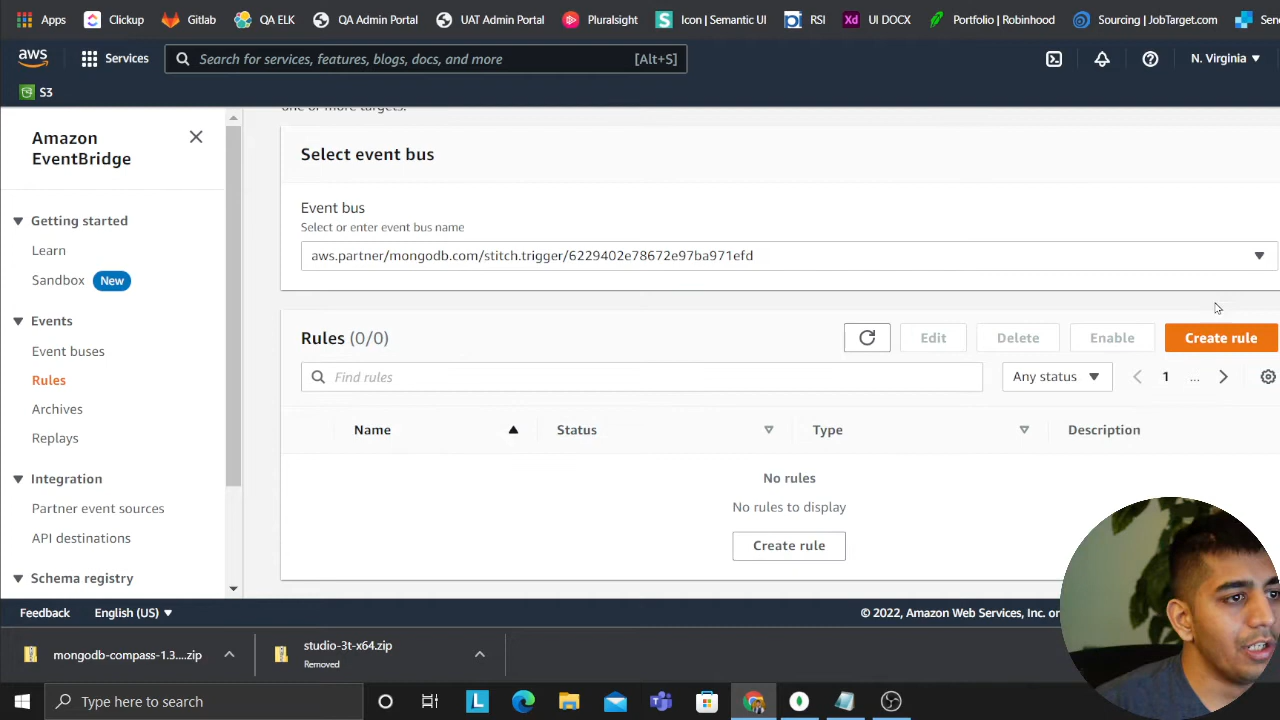 Apps Clickup Gitlab QA ELK QA Admin Portal UAT Admin Portal Pluralsight Icon | Semantic UI RSI UI DOCX Portfolio | Robinhood Sourcing | JobTarget.com
aws Services Search for services, features, blogs, docs, and more [Alt+S] N. Virginia
S3
one or more targets.
Amazon
EventBridge
Select event bus
Event bus
Select or enter event bus name
aws.partner/mongodb.com/stitch.trigger/6229402e78672e97ba971efd
Getting started
Learn
Sandbox New
Events
Event buses
Rules
Archives
Replays
Integration
Partner event sources
API destinations
Schema registry
Rules (0/0) Edit Delete Enable Create rule
Find rules Any status 1 ...
Name Status Type Description
No rules
No rules to display
Create rule
Feedback English (US) © 2022, Amazon Web Services, Inc. or
mongodb-compass-1.3....zip studio-3t-x64.zip
Removed
Type here to search